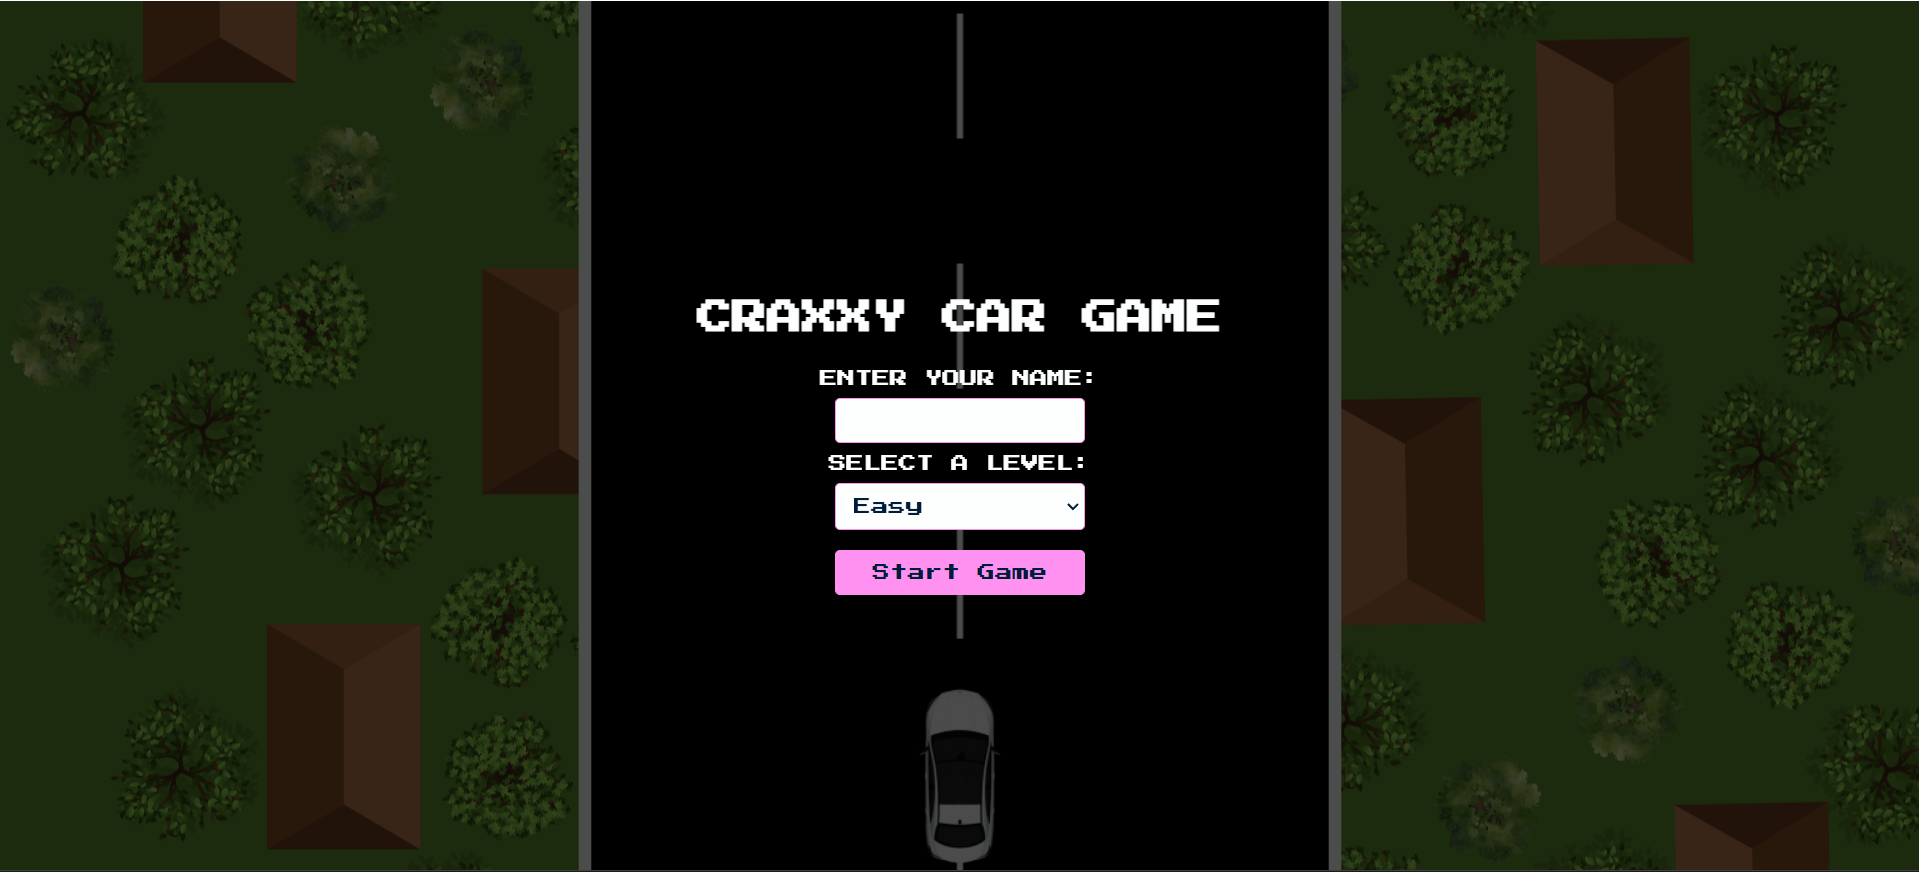 CRAXXY CAR GAME
ENTER YOUR NAME:
SELECT A LEVEL:
Easy
Start Game